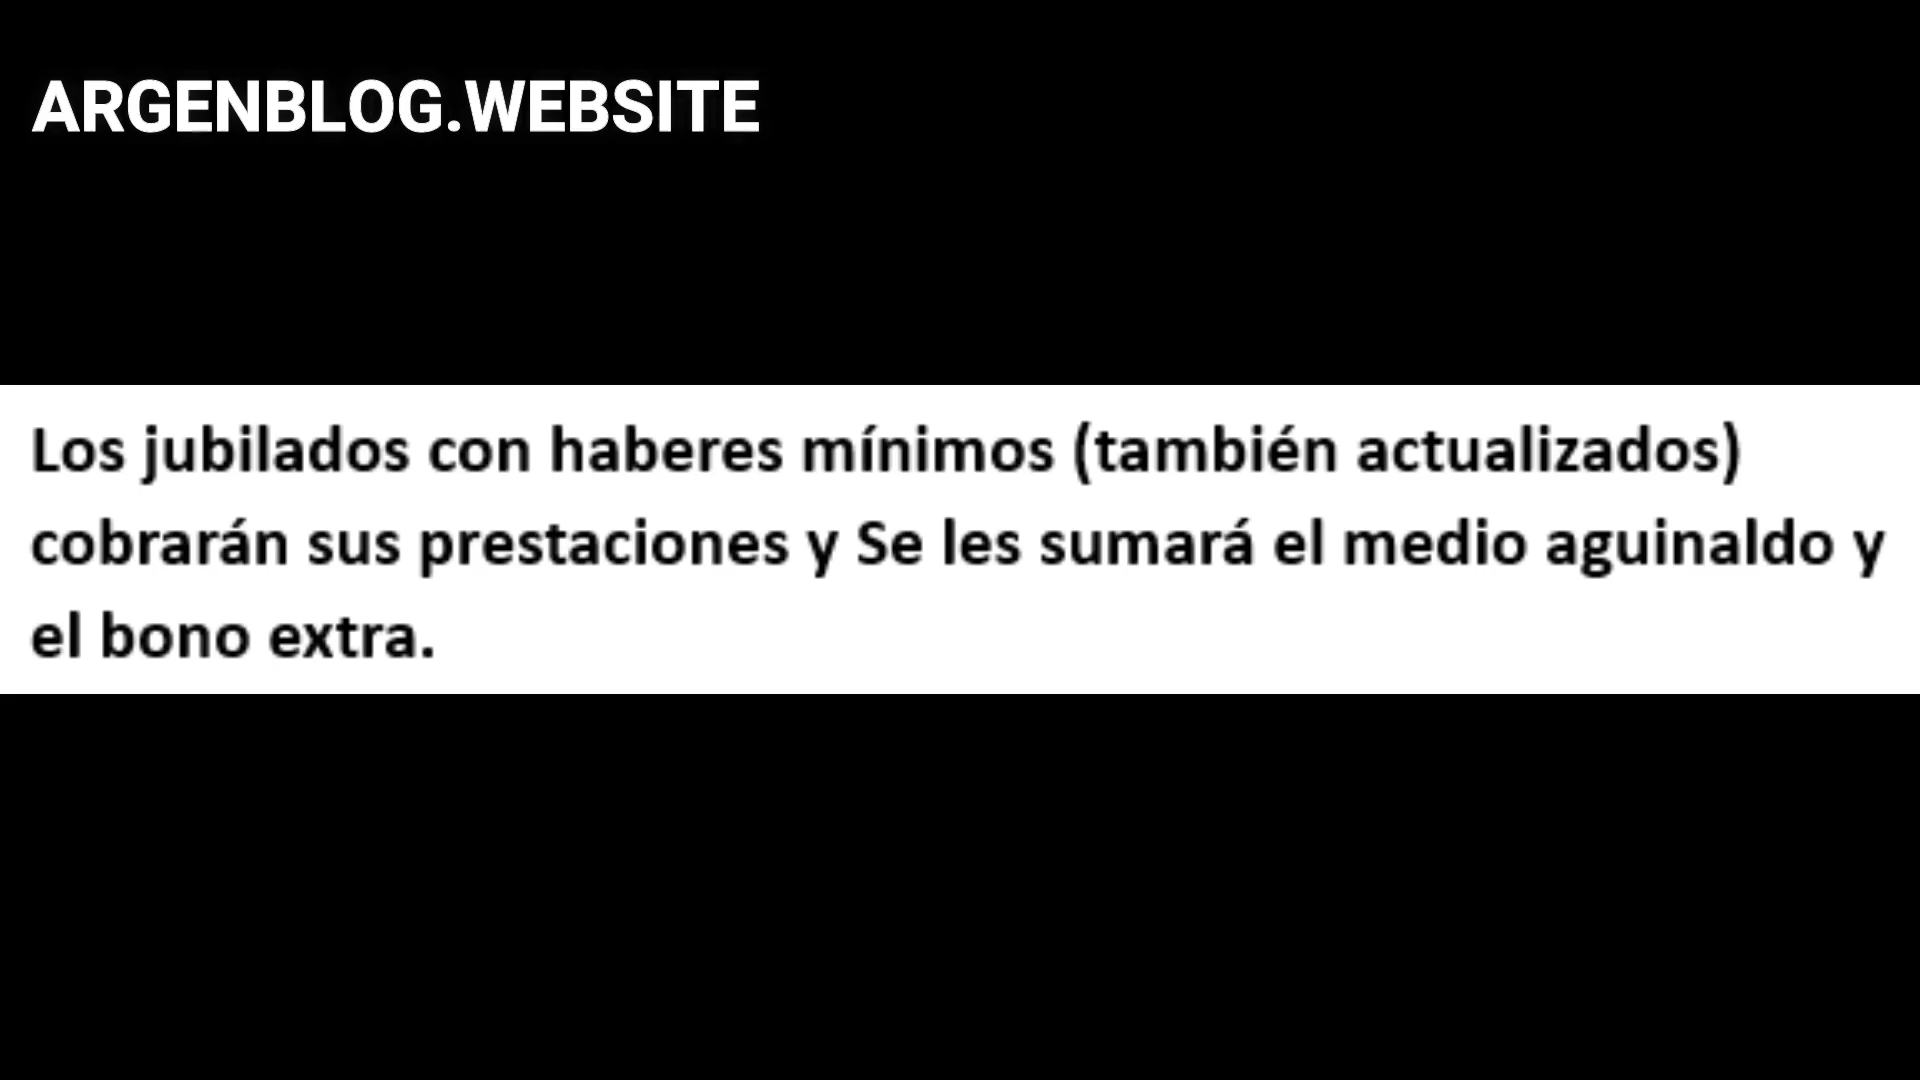 ARGENBLOG.WEBSITE
Los jubilados con haberes mínimos (también actualizados)
cobrarán sus prestaciones y Se les sumará el medio aguinaldo y
el bono extra.